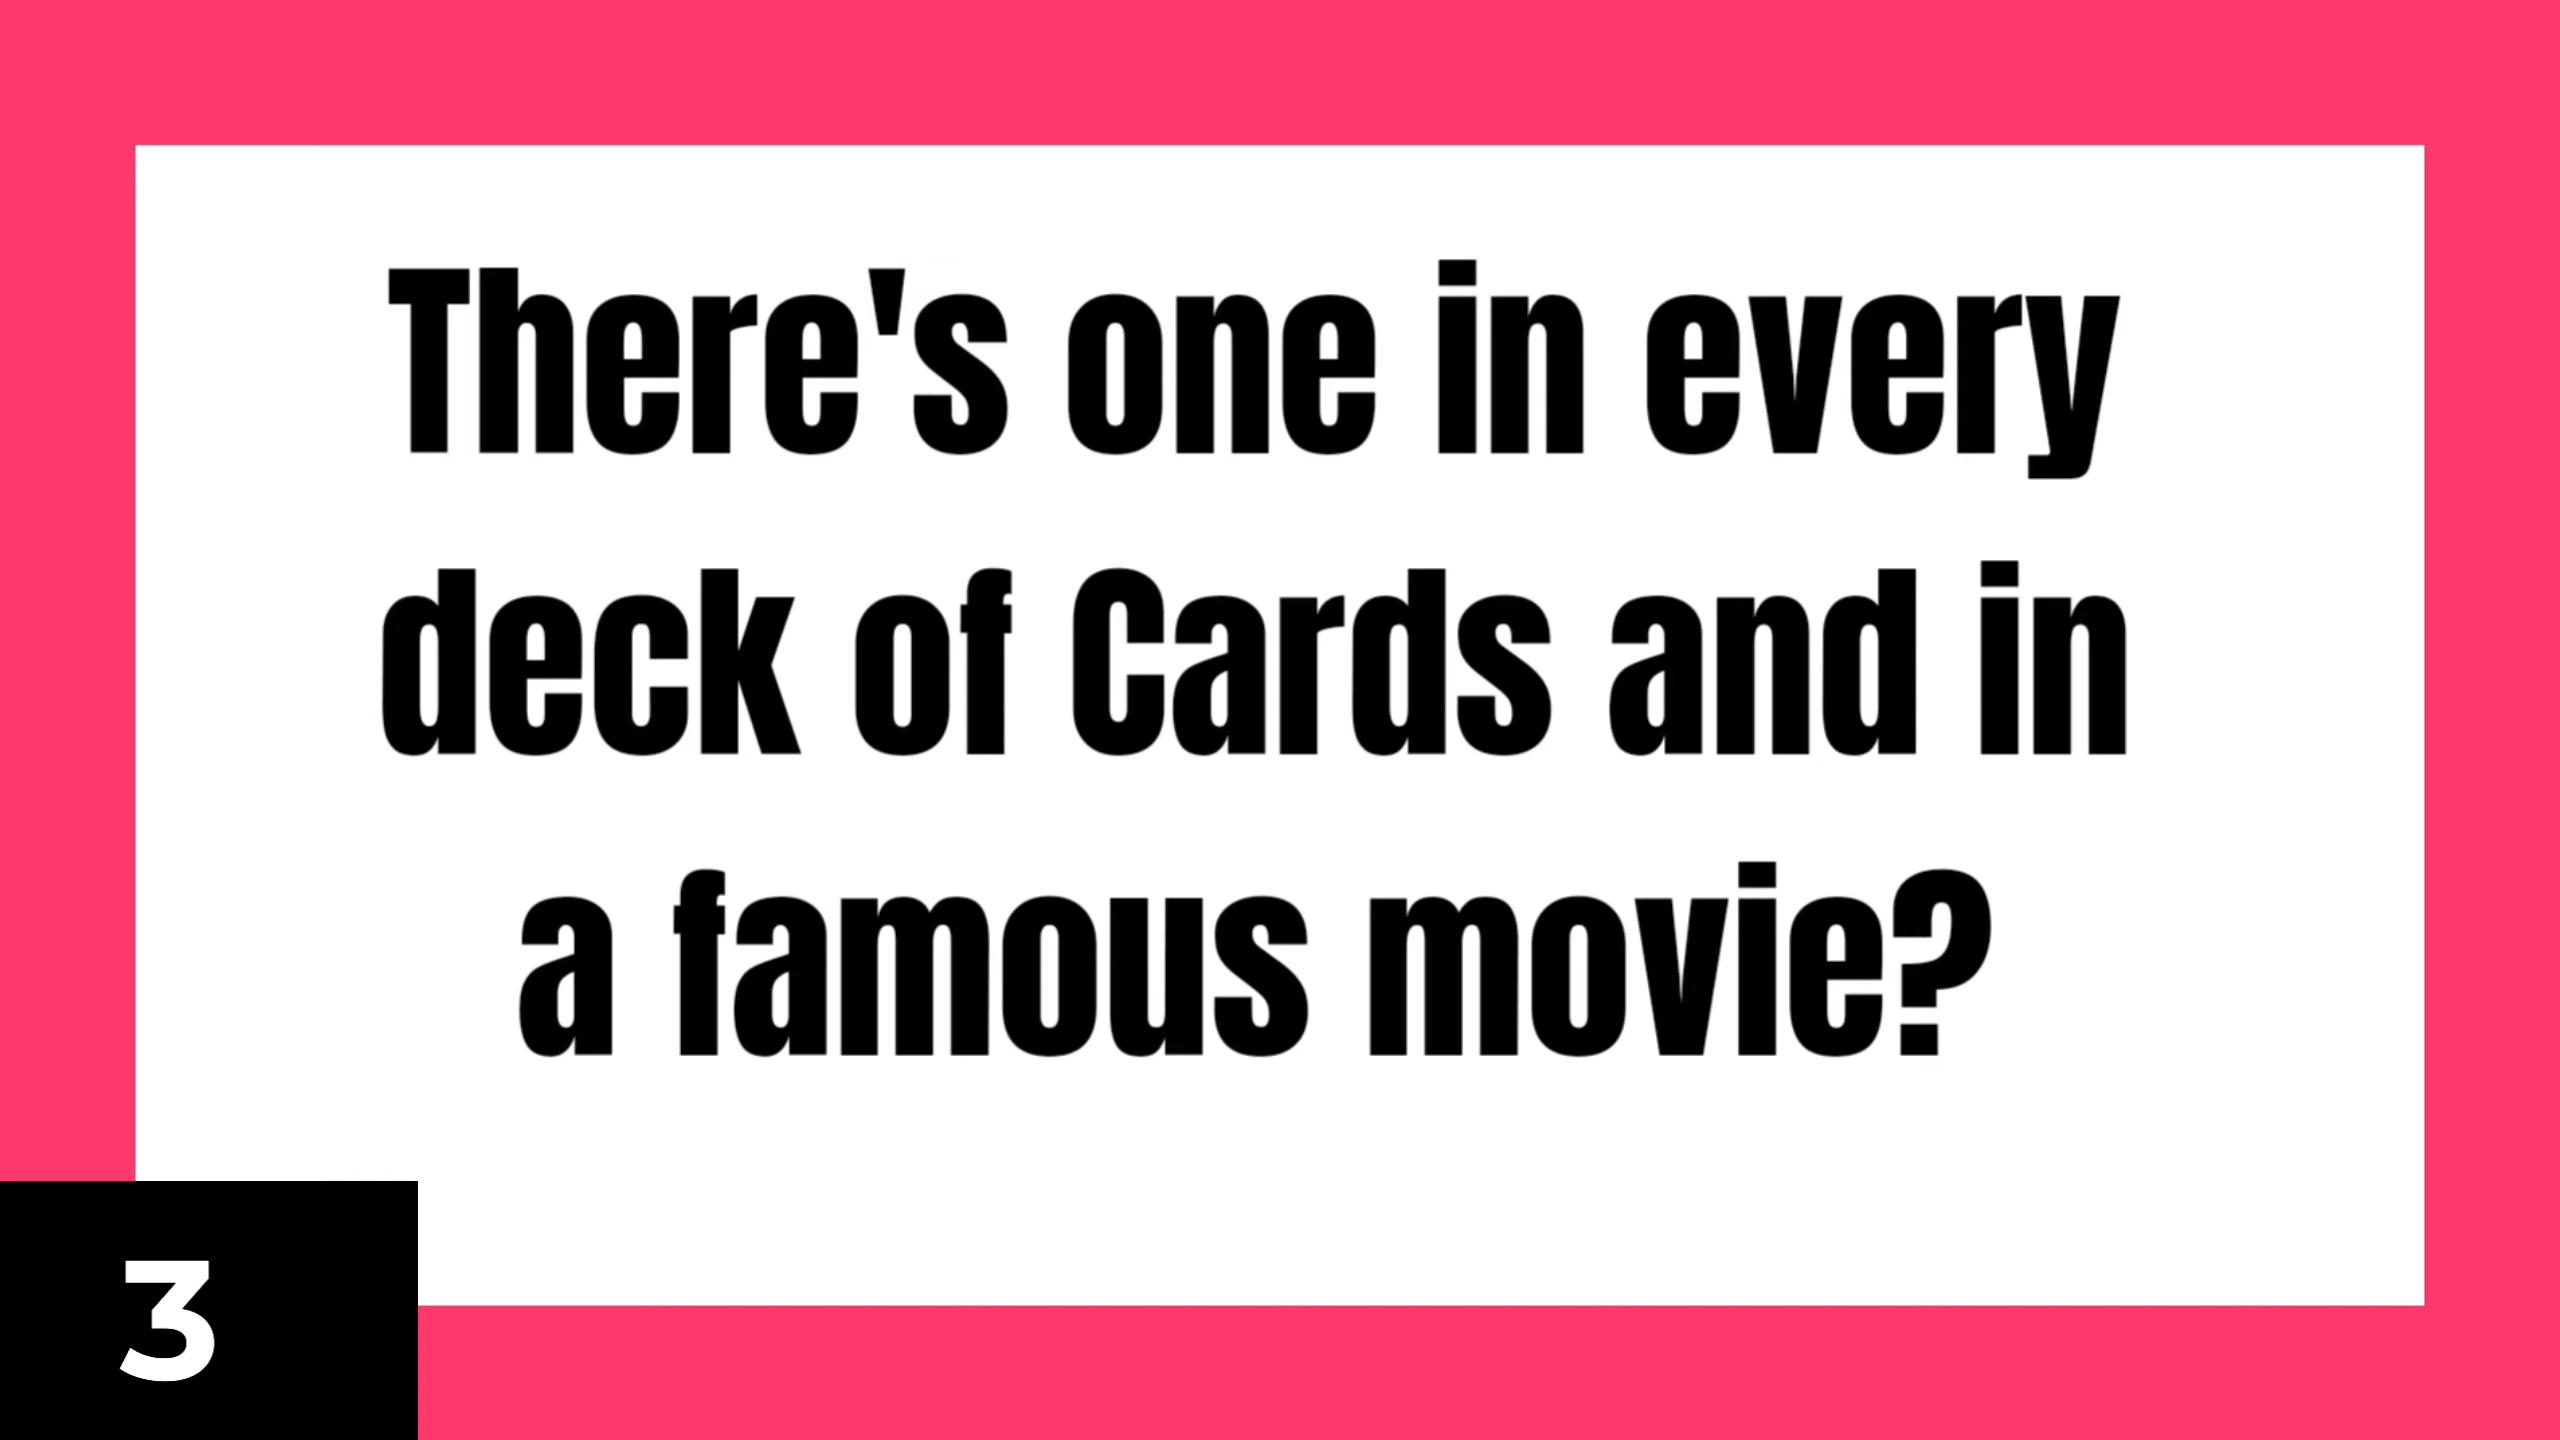 There's one in every
deck of Cards and in
a famous movie?
3